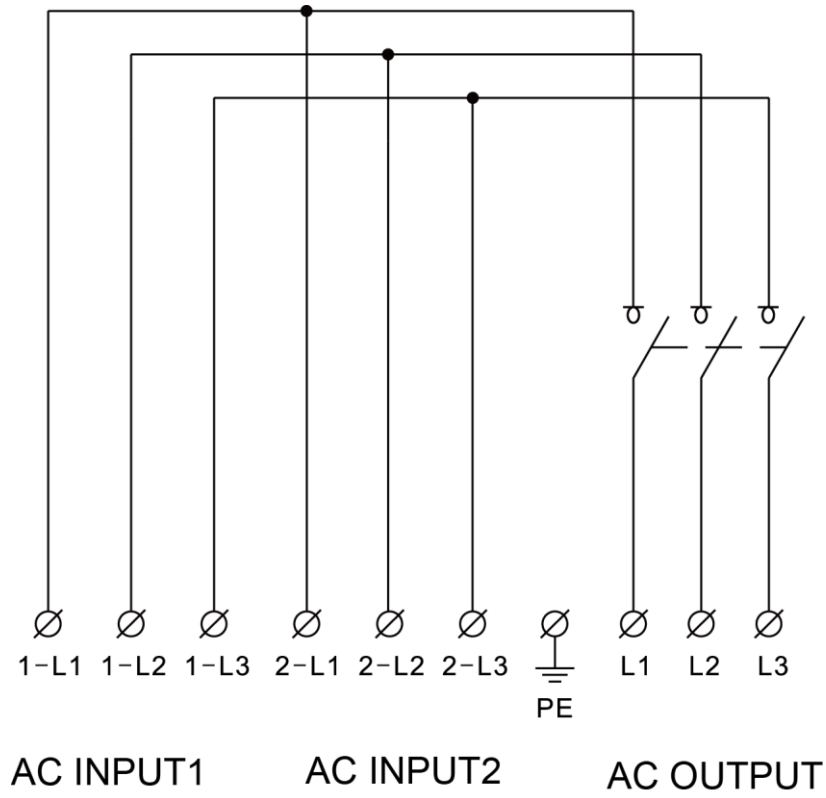 1-L1 1-L2 1-L3 2-L1 2-L2 2-L3 L1 L2 L3
PE
AC INPUT1 AC INPUT2 AC OUTPUT